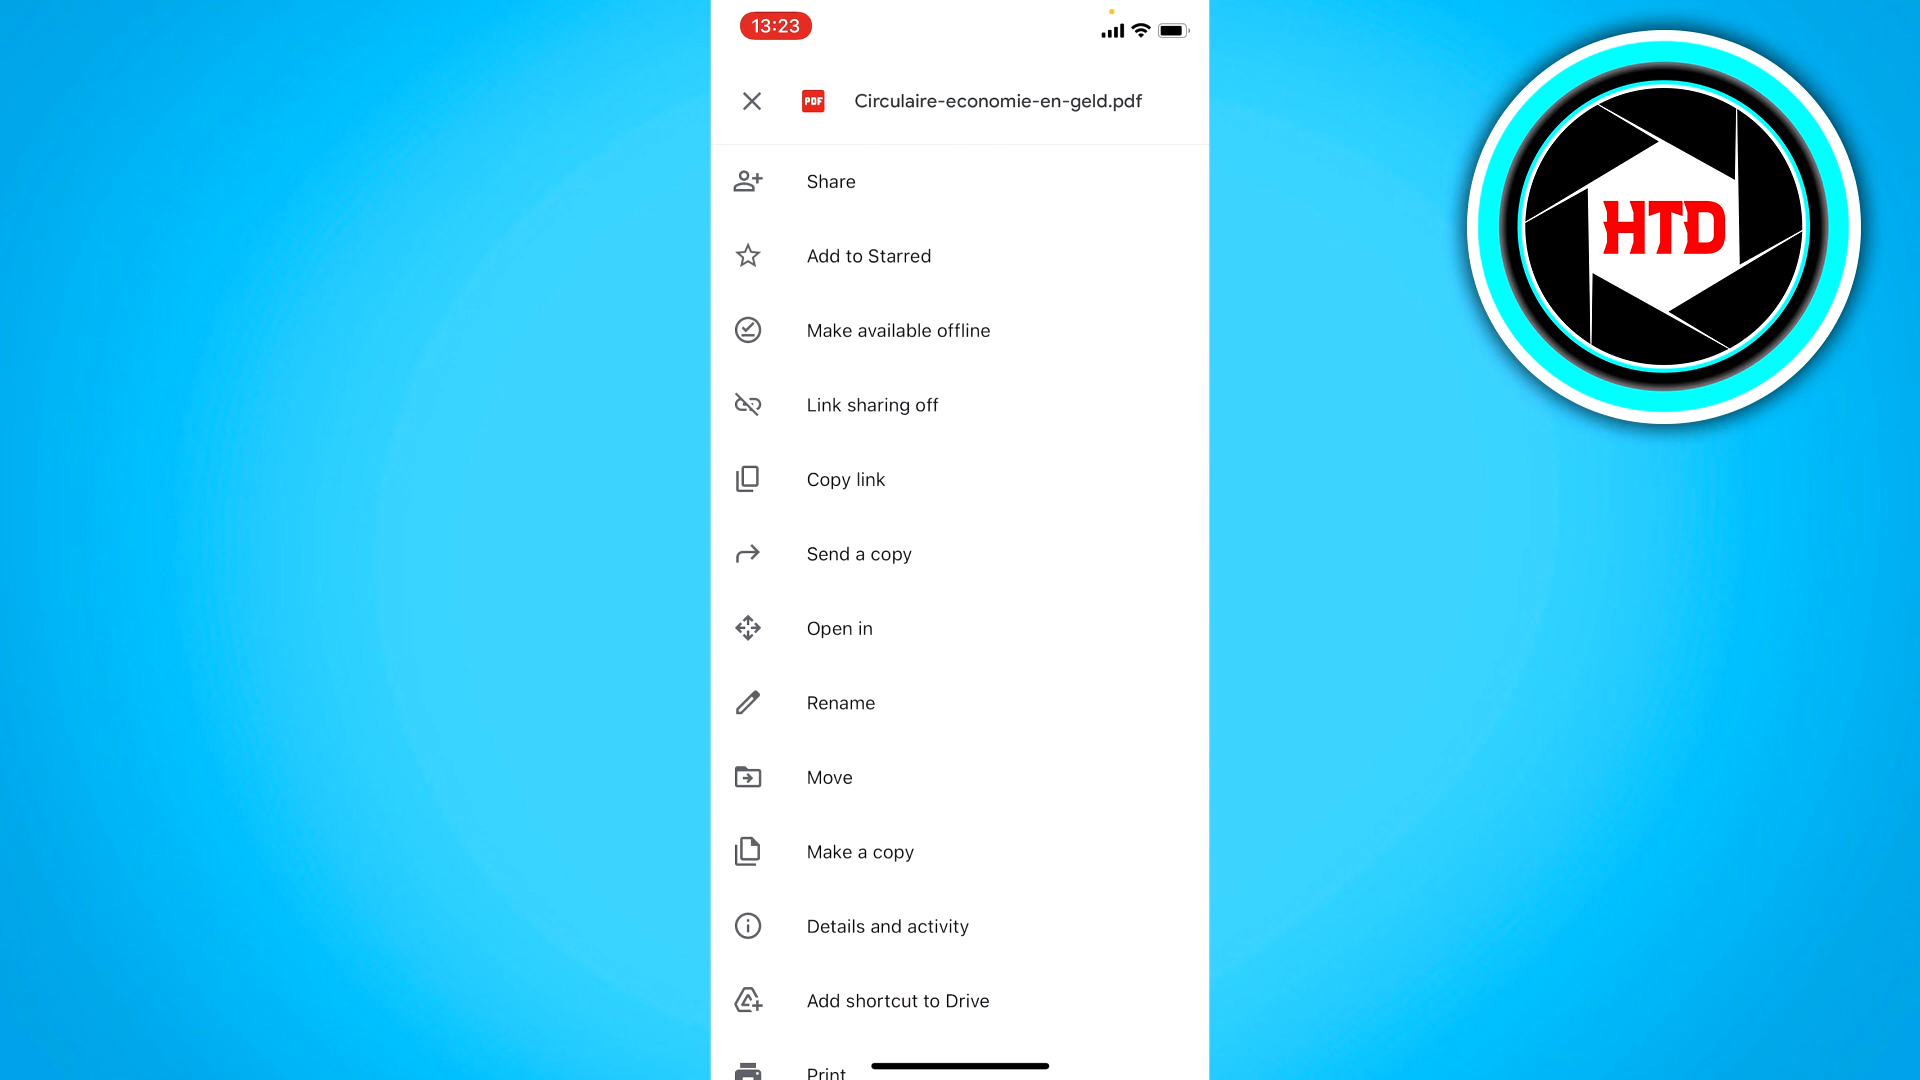 13:23
PDF Circulaire-economie-en-geld.pdf
Share
Add to Starred
Make available offline
Link sharing off
Copy link
Send a copy
Open in
Rename
Move
Make a copy
Details and activity
Add shortcut to Drive
Print
HTD